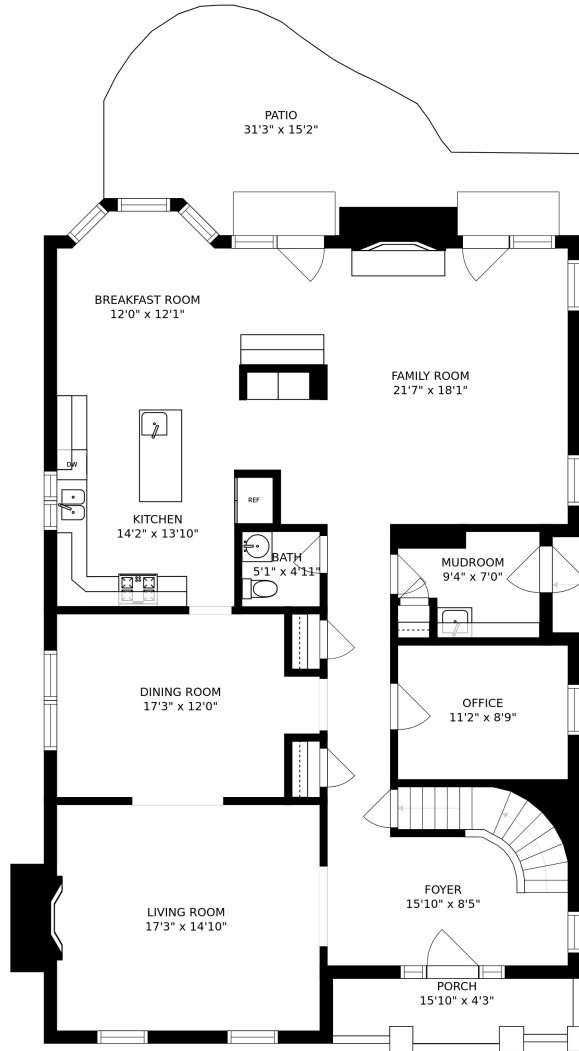 PATIO
31'3" x 15'2"
BREAKFAST ROOM
12'0" x 12'1"
FAMILY ROOM
21'7" x 18'1"
DW
REF
KITCHEN
14'2" x 13'10"
BATH
5'1" x 4'11"
MUDROOM
9'4" x 7'0"
DINING ROOM
17'3" x 12'0"
OFFICE
11'2" x 8'9"
FOYER
15'10" x 8'5"
LIVING ROOM
17'3" x 14'10"
PORCH
15'10" x 4'3"